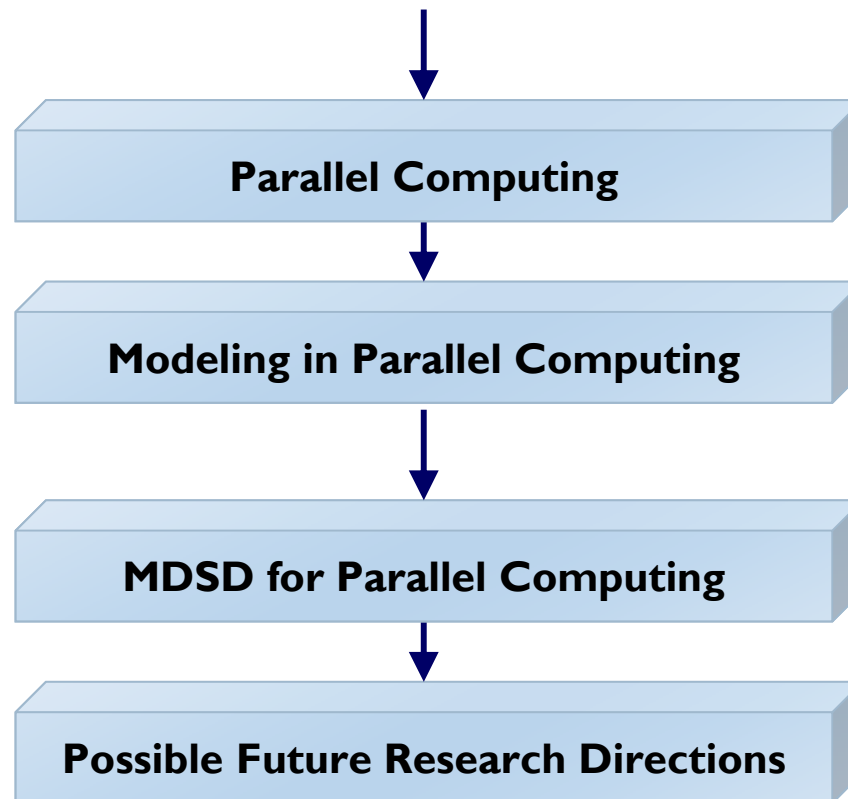 Parallel Computing
Modeling in Parallel Computing
MDSD for Parallel Computing
Possible Future Research Directions